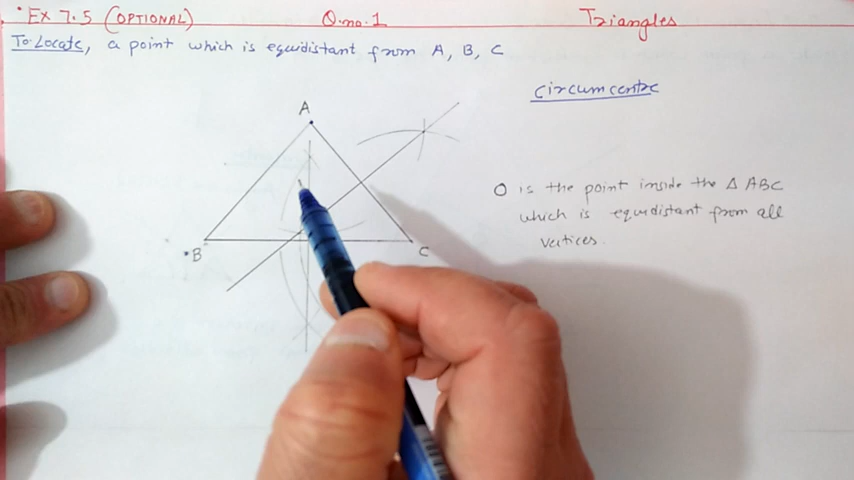 • EX 7.5 (OPTIONAL) Q.no.1 Triangles
To Locate, a point which is equidistant from A, B, C
circumcentre
A
O is the point inside the Δ ABC
which is equidistant from all
vertices.
B
C